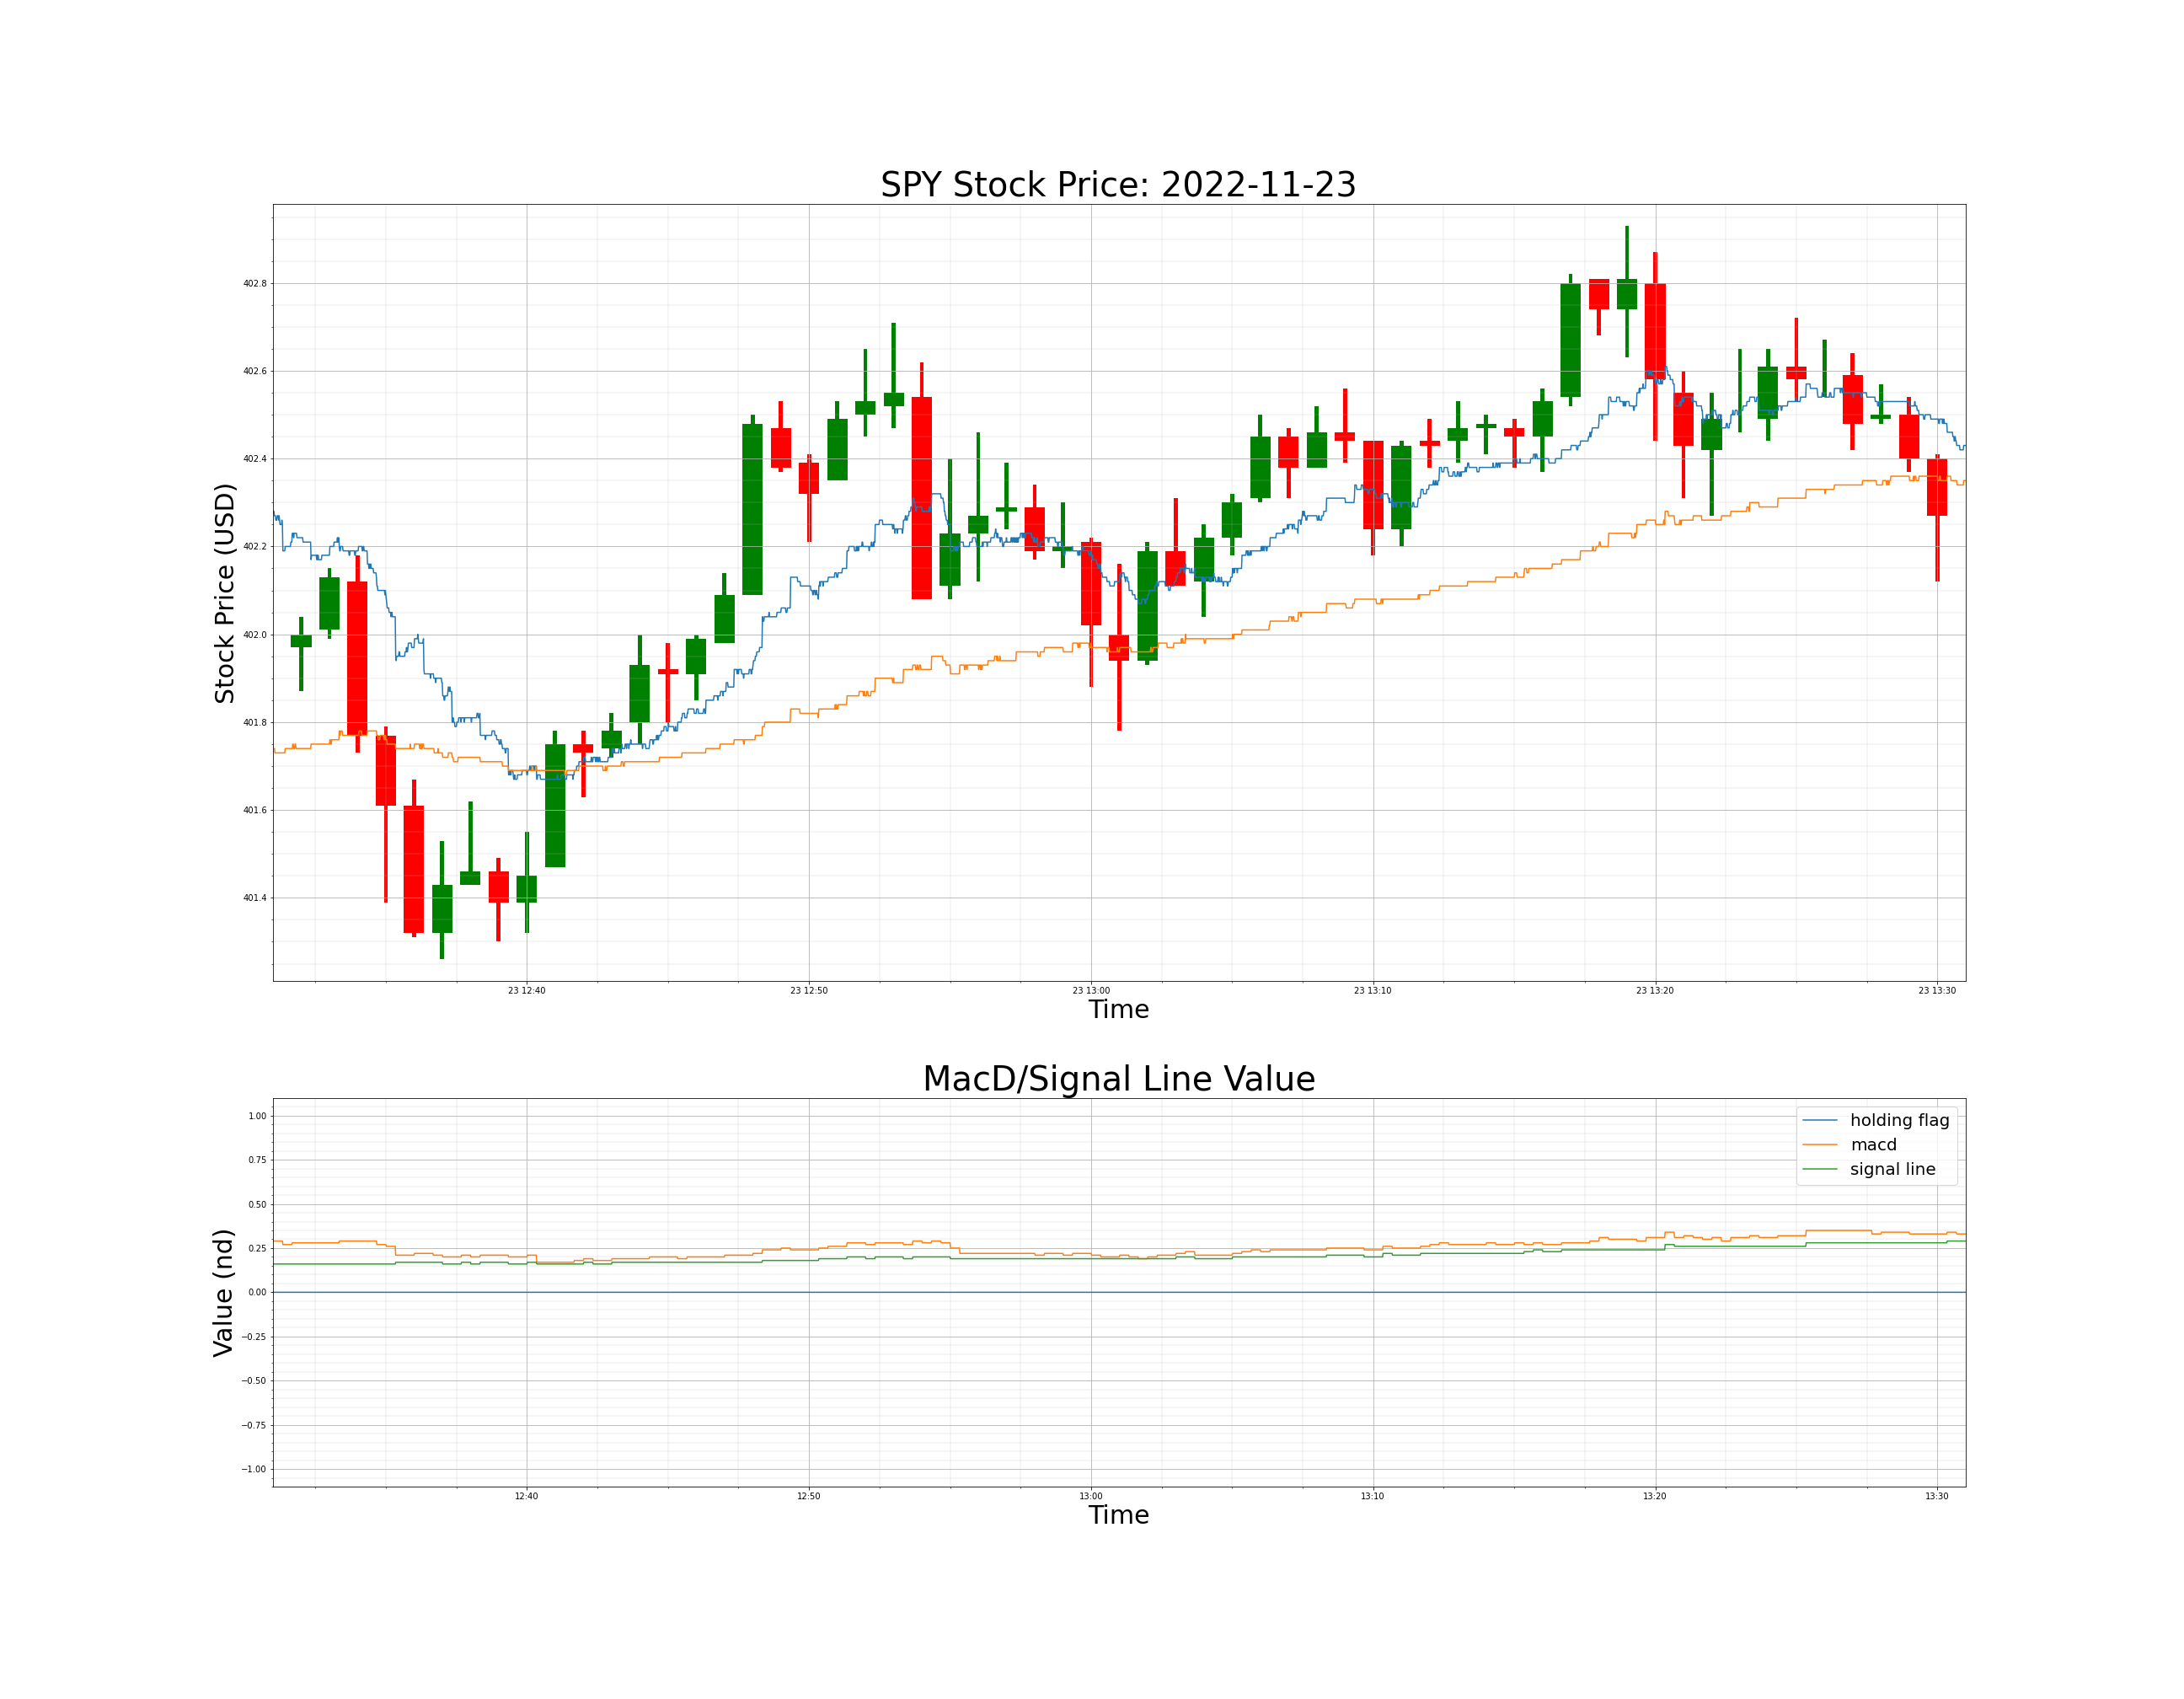 SPY Stock Price: 2022-11-23
Stock Price (USD)
402.8
402.6
402.4
402.2
402.0
401.8
401.6
401.4
23 12:40 23 12:50 23 13:00 23 13:10 23 13:20 23 13:30
Time
MacD/Signal Line Value
Value (nd)
1.00
0.75
0.50
0.25
0.00
−0.25
−0.50
−0.75
−1.00
holding flag
macd
signal line
12:40 12:50 13:00 13:10 13:20 13:30
Time